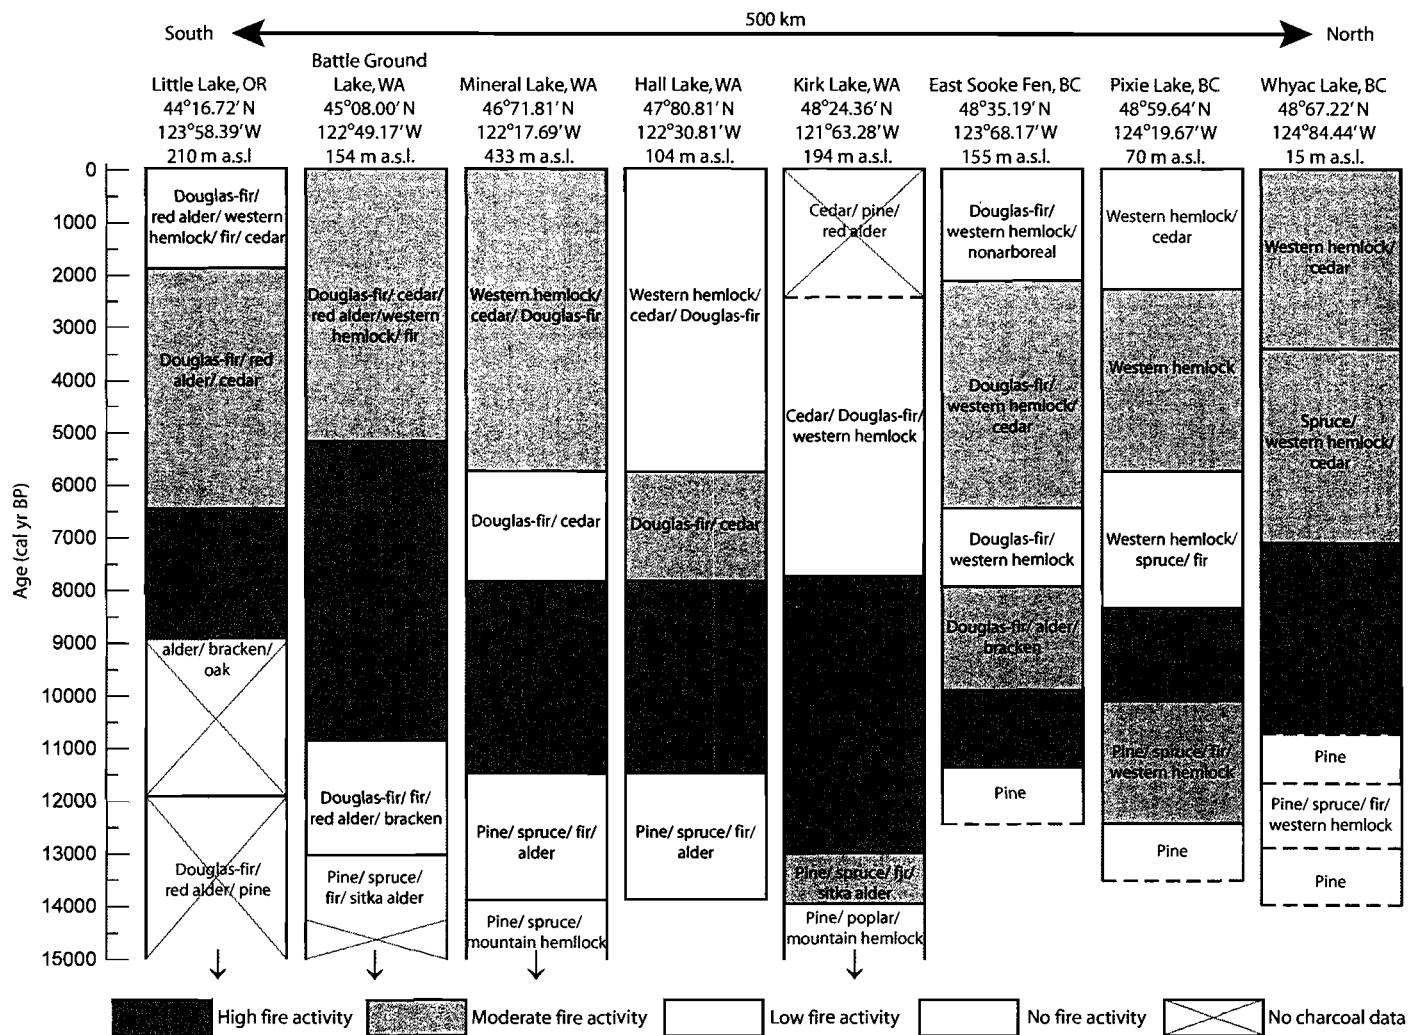 500 km
South
North
Little Lake, OR
44°16.72’ N
123°58.39’ W
210 m a.s.l.
Battle Ground
Lake, WA
45°08.00’ N
122°49.17’ W
154 m a.s.l.
Mineral Lake, WA
46°71.81’ N
122°17.69’ W
433 m a.s.l.
Hall Lake, WA
47°80.81’ N
122°30.81’ W
104 m a.s.l.
Kirk Lake, WA
48°24.36’ N
121°63.28’ W
194 m a.s.l.
East Sooke Fen, BC
48°35.19’ N
123°68.17’ W
155 m a.s.l.
Pixie Lake, BC
48°59.64’ N
124°19.67’ W
70 m a.s.l.
Whyac Lake, BC
48°67.22’ N
124°84.44’ W
15 m a.s.l.
Age (cal yr BP)
0
1000
2000
3000
4000
5000
6000
7000
8000
9000
10000
11000
12000
13000
14000
15000
Douglas-fir/
red alder/ western
hemlock/ fir/ cedar
Douglas-fir/ red
alder/ cedar
alder/ bracken/
oak
Douglas-fir/
red alder/ pine
Douglas-fir/ cedar/
red alder/western
hemlock/ fir
Douglas-fir/ fir/
red alder/ bracken
Pine/ spruce/
fir/ sitka alder
Western hemlock/
cedar/ Douglas-fir
Douglas-fir/ cedar
Pine/ spruce/ fir/
alder
Pine/ spruce/
mountain hemllock
Western hemlock/
cedar/ Douglas-fir
Douglas-fir/ cedar
Pine/ spruce/ fir/
alder
Cedar/ pine/
red alder
Cedar/ Douglas-fir/
western hemlock
Pine/ spruce/ fir/
sitka alder
Pine/ poplar/
mountain hemlock
Douglas-fir/
western hemlock/
nonarboreal
Douglas-fir/
western hemlock/
cedar
Douglas-fir/
western hemlock
Douglas-fir/ alder/
bracken
Pine
Western hemlock/
cedar
Western hemlock
Western hemlock/
spruce/ fir
Pine/ spruce/ fir/
western hemlock
Pine
Western hemlock/
cedar
Spruce/
western hemlock/
cedar
Pine
Pine/ spruce/ fir/
western hemlock
Pine
High fire activity
Moderate fire activity
Low fire activity
No fire activity
No charcoal data